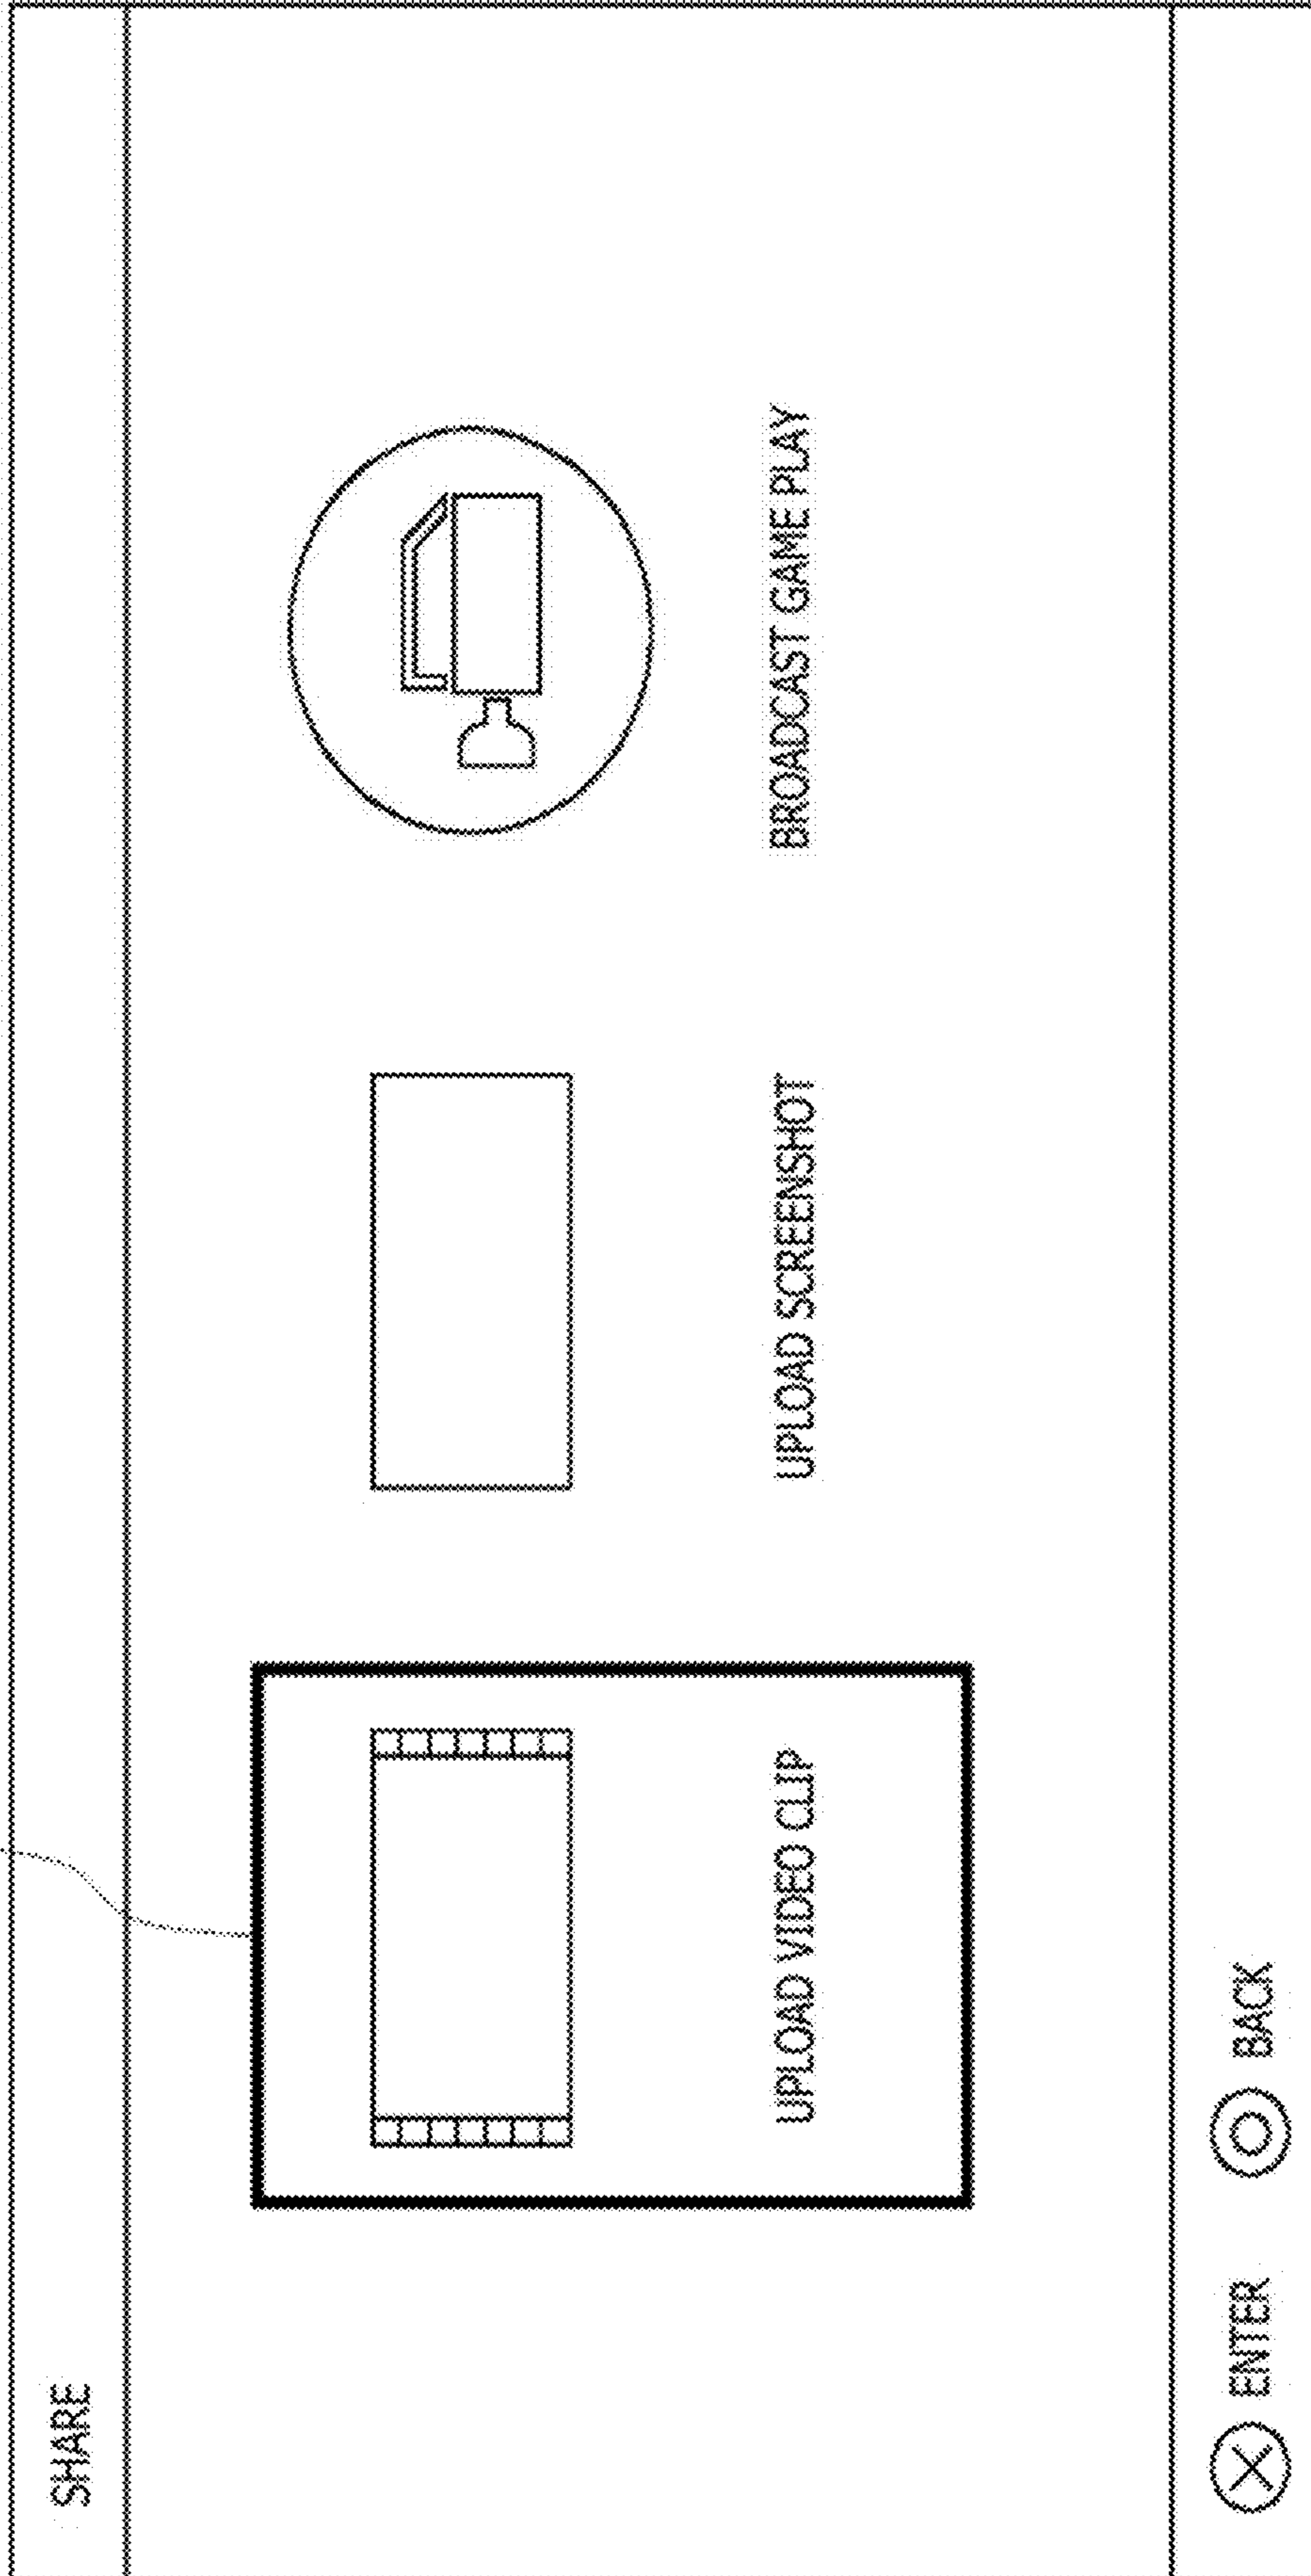 SHARE
UPLOAD VIDEO CLIP
UPLOAD SCREENSHOT
BROADCAST GAME PLAY
ENTER
BACK